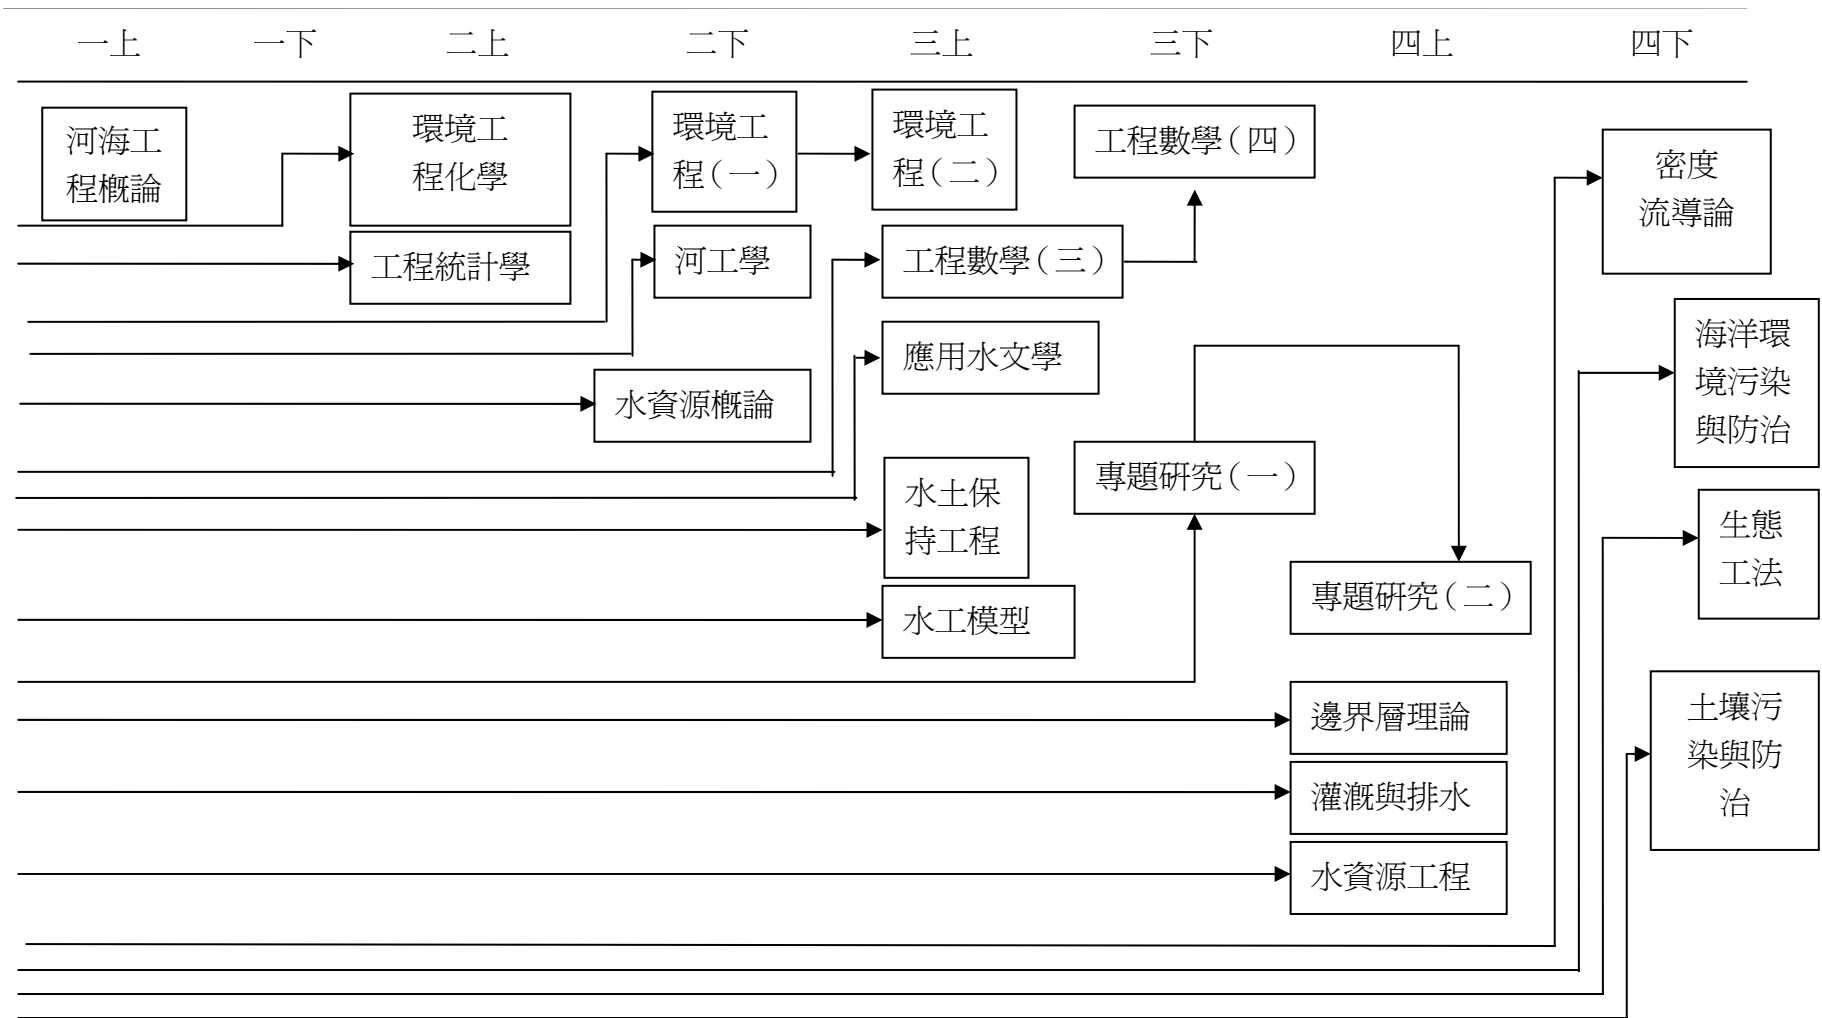 一上 一下 二上 二下 三上 三下 四上 四下
河海工
程概論
環境工
程化學
環境工
程(一)
環境工
程(二)
工程數學(四)
密度
流導論
工程統計學
河工學
工程數學(三)
應用水文學
海洋環
境污染
與防治
水資源概論
水土保
持工程
專題研究(一)
生態
工法
水工模型
專題研究(二)
邊界層理論
土壤污
染與防
治
灌溉與排水
水資源工程